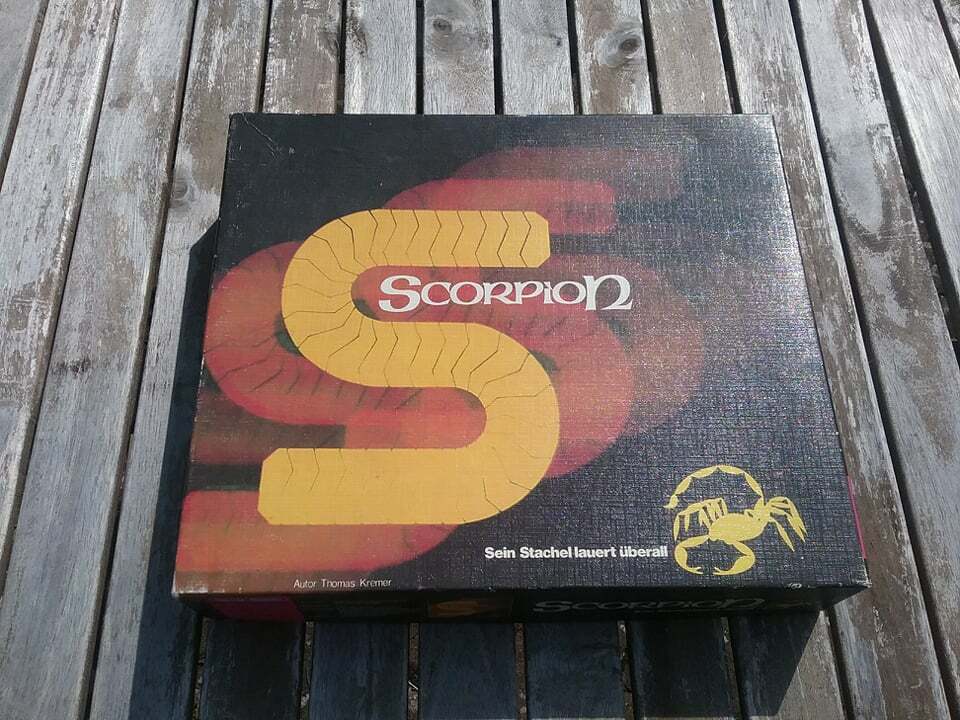 Scorpion
Sein Stachel lauert überall
Autor Thomas Kremer
Scorpion